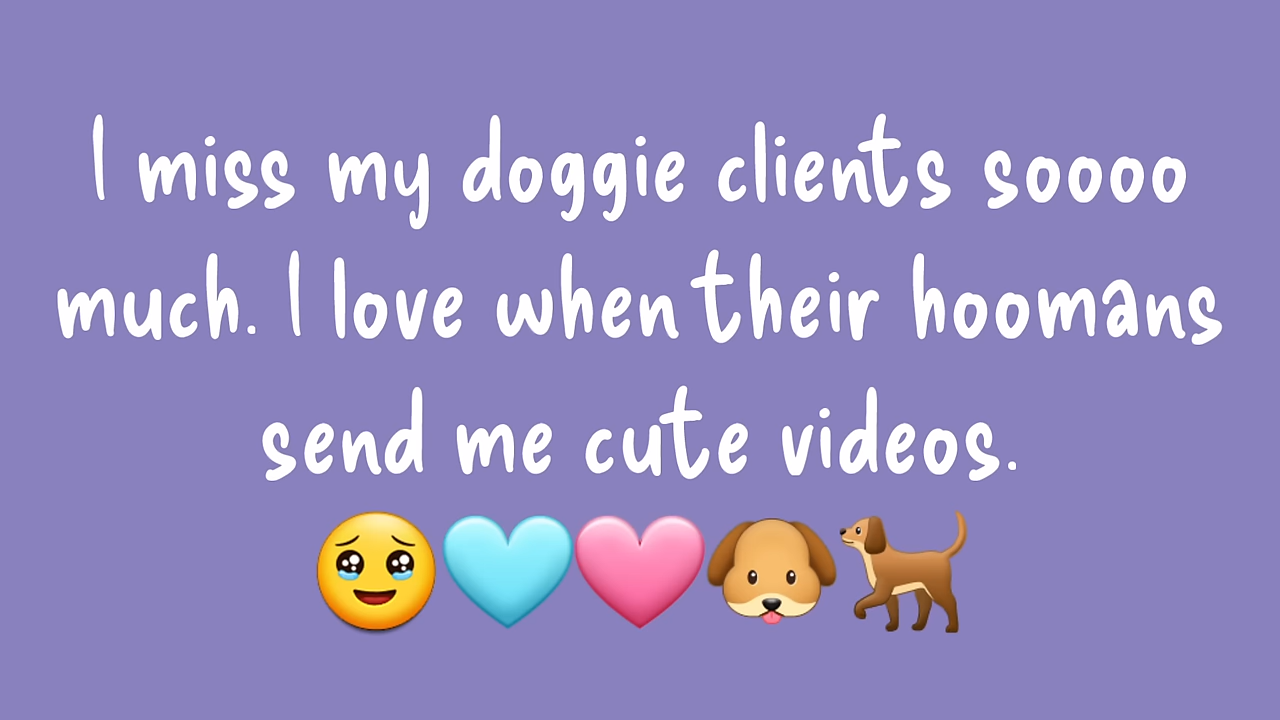 I miss my doggie clients soooo
much. I love when their hoomans
send me cute videos.
🥹🩵🩷🐶🐕